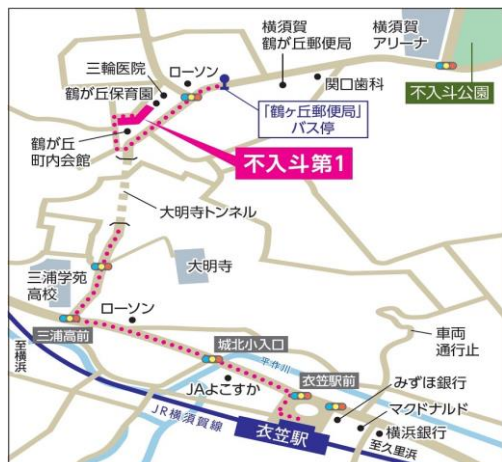 横須賀
アリーナ
横須賀
鶴が丘郵便局
不入斗公園
三輪医院
ローソン
関口歯科
鶴が丘保育園
「鶴ヶ丘郵便局」
バス停
鶴が丘
町内会館
不入斗第1
大明寺トンネル
三浦学苑
高校
大明寺
ローソン
三浦高前
至横浜
城北小入口
平作川
車両
通行止
JAよこすか
衣笠駅前
みずほ銀行
マクドナルド
JR横須賀線
衣笠駅
横浜銀行
至久里浜